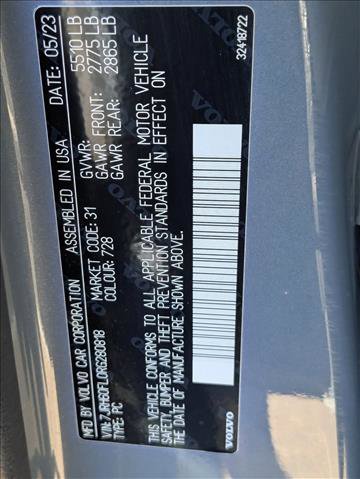 MFD BY VOLVO CAR CORPORATION ASSEMBLED IN USA 05/23
VIN: 7JRH60FL0RG280818 GVWR: 5510 LB
MARKET CODE: 31 GAWR FRONT: 2775 LB
TYPE: PC COLOUR: 728 GAWR REAR: 2865 LB
THIS VEHICLE CONFORMS TO ALL APPLICABLE FEDERAL MOTOR VEHICLE
SAFETY, BUMPER AND THEFT PREVENTION STANDARDS IN EFFECT ON
THE DATE OF MANUFACTURE SHOWN ABOVE.
VOLVO 32418722